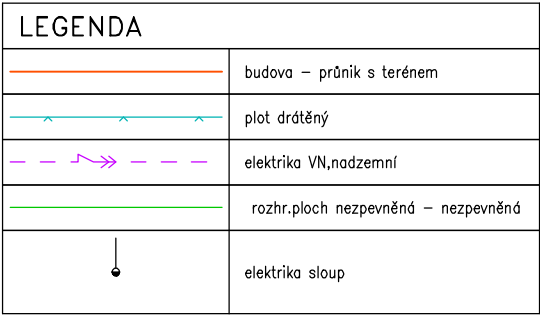 LEGENDA
budova – průnik s terénem
plot drátěný
elektrika VN,nadzemní
rozhr.ploch nezpevněná – nezpevněná
elektrika sloup